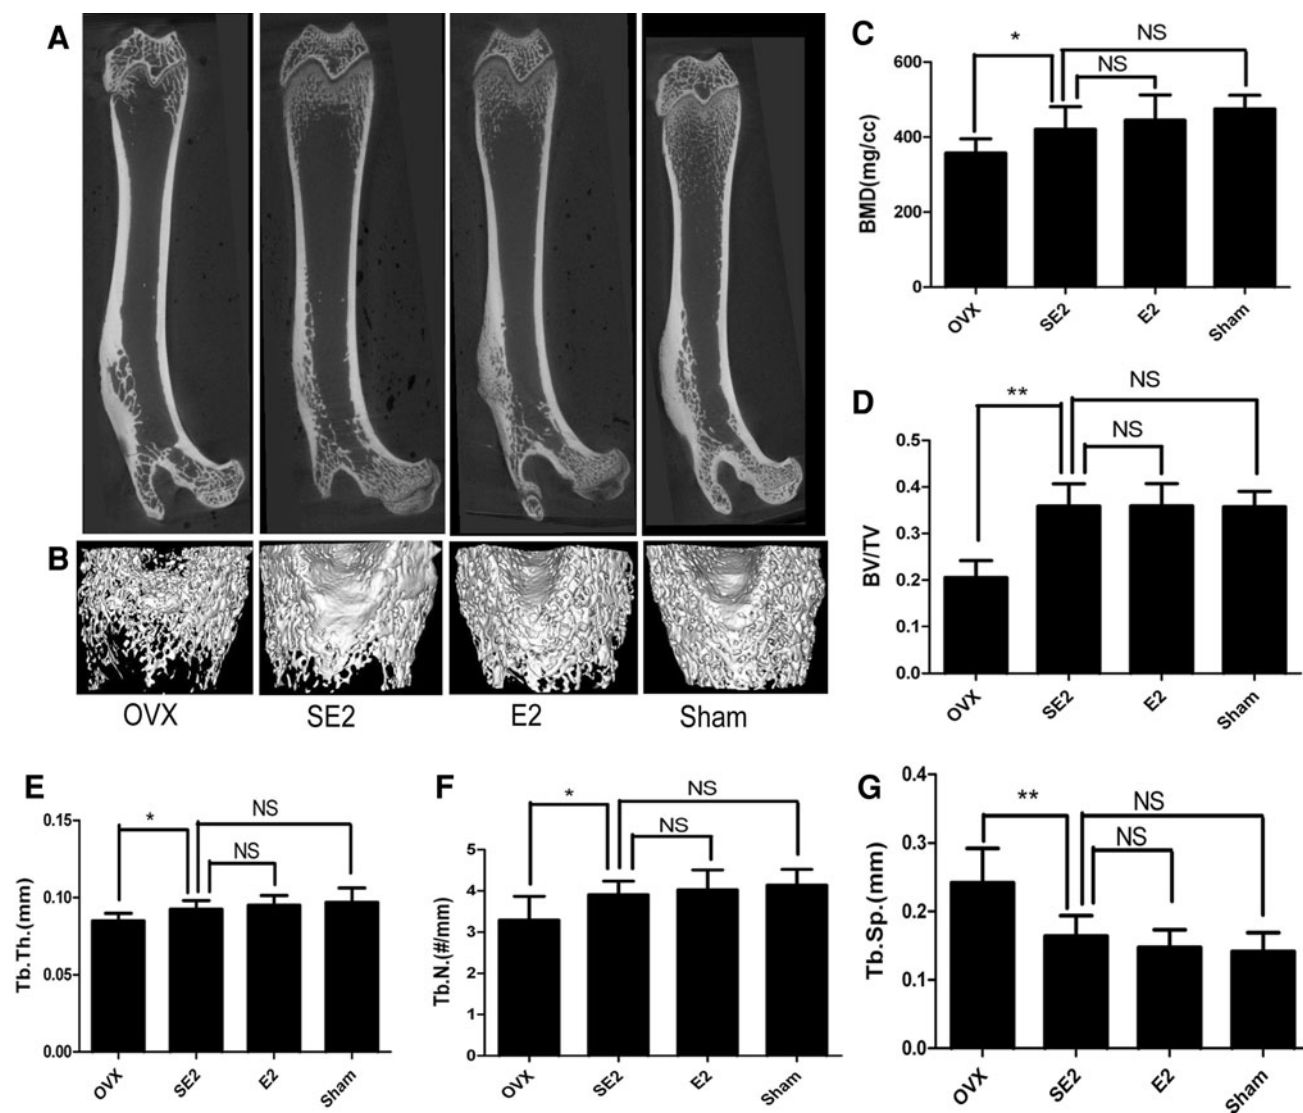 A
B
OVX SE2 E2 Sham
C
*
NS
NS
BMD(mg/cc)
600
400
200
0
OVX SE2 E2 Sham
D
**
NS
NS
BV/TV
0.5
0.4
0.3
0.2
0.1
0.0
OVX SE2 E2 Sham
E
*
NS
NS
Tb.Th.(mm)
0.15
0.10
0.05
0.00
OVX SE2 E2 Sham
F
*
NS
NS
Tb.N.(#/mm)
5
4
3
2
1
0
OVX SE2 E2 Sham
G
**
NS
NS
Tb.Sp.(mm)
0.4
0.3
0.2
0.1
0.0
OVX SE2 E2 Sham